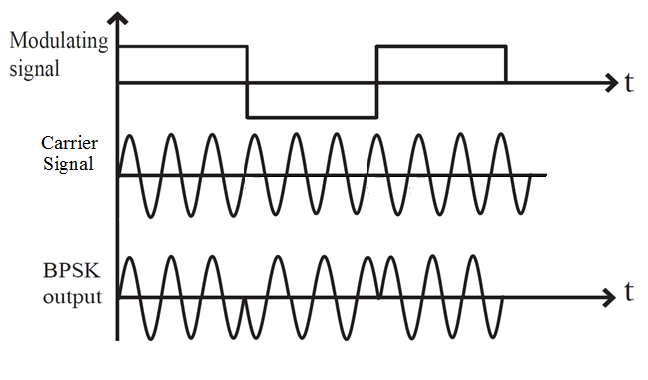 Modulating
signal
t
Carrier
Signal
BPSK
output
t